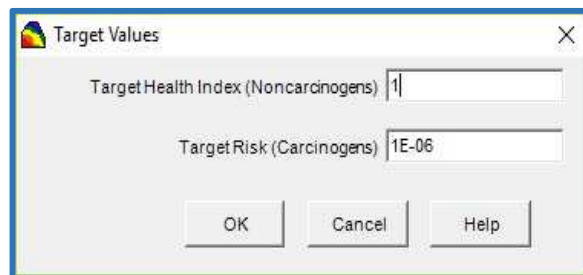 Target Values
Target Health Index (Noncarcinogens) 1
Target Risk (Carcinogens) 1E-06
OK Cancel Help